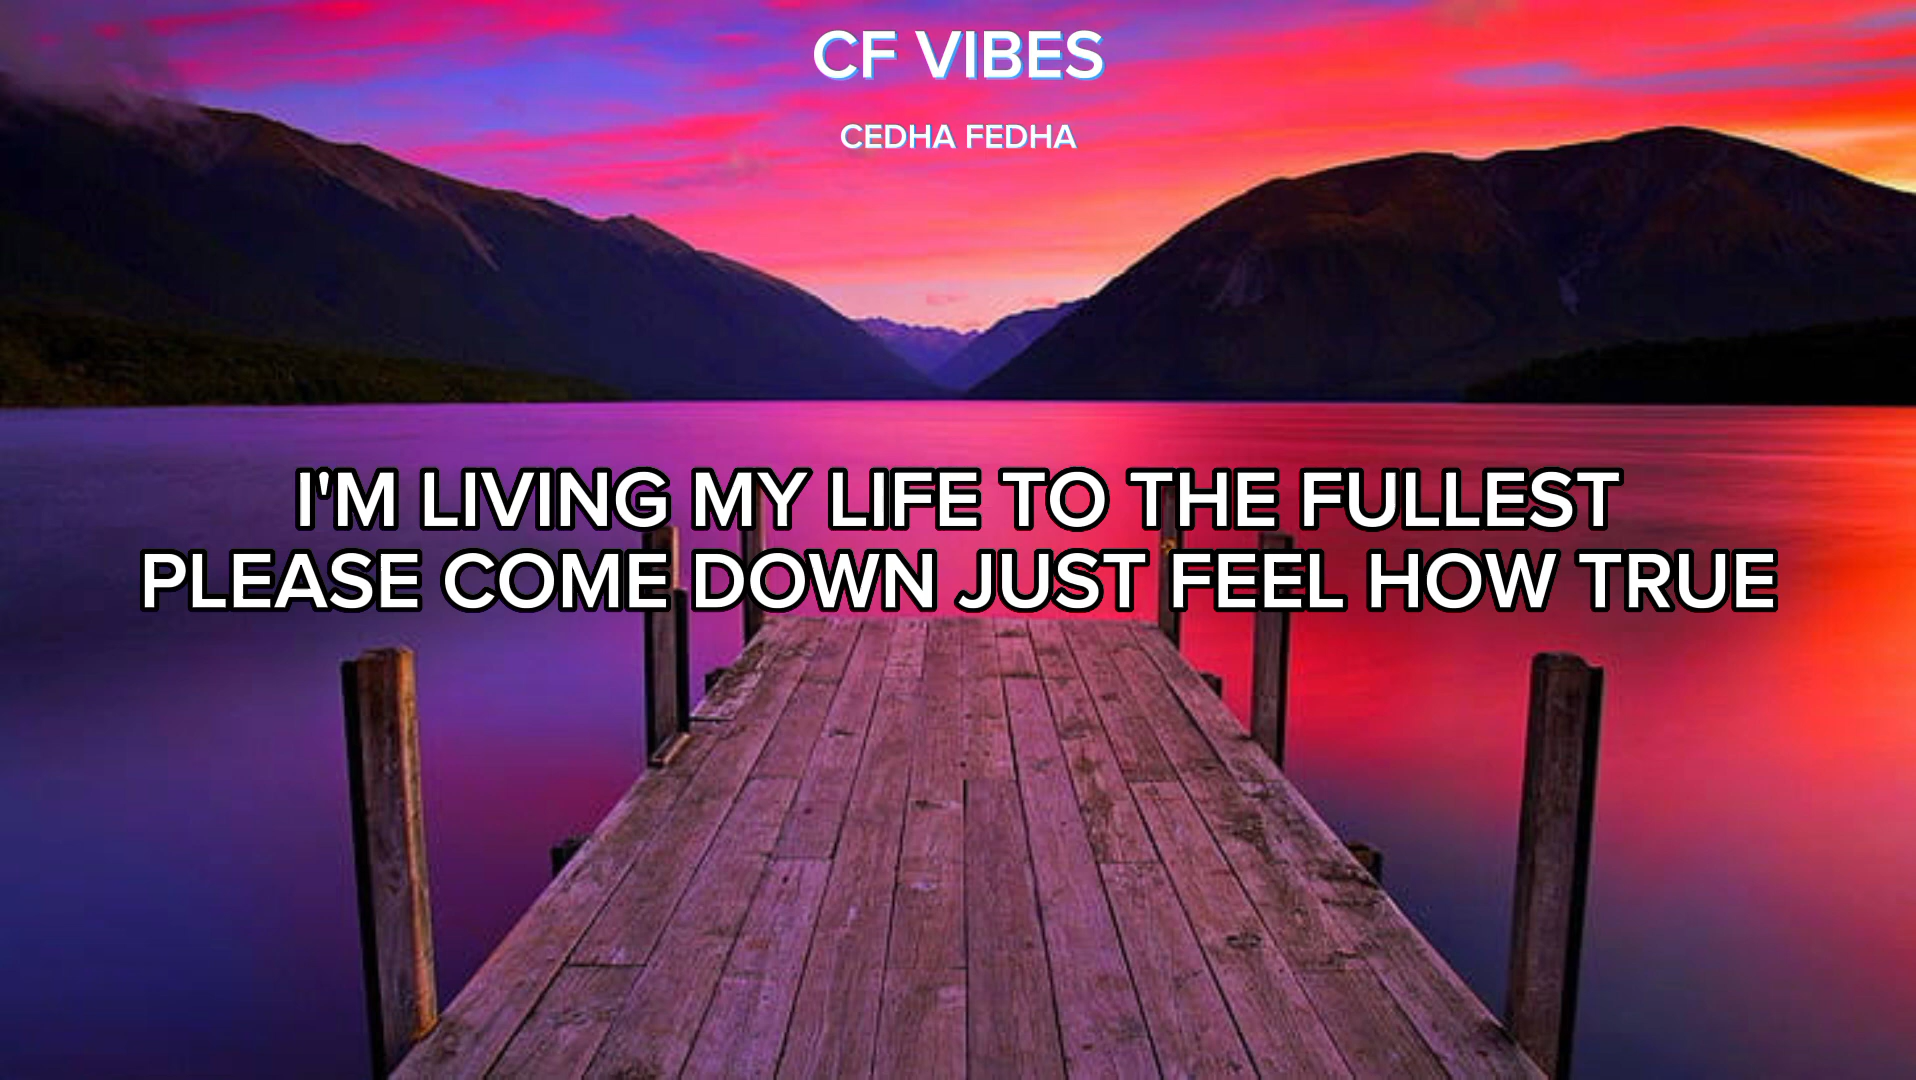 CF VIBES
CEDHA FEDHA
I'M LIVING MY LIFE TO THE FULLEST
PLEASE COME DOWN JUST FEEL HOW TRUE